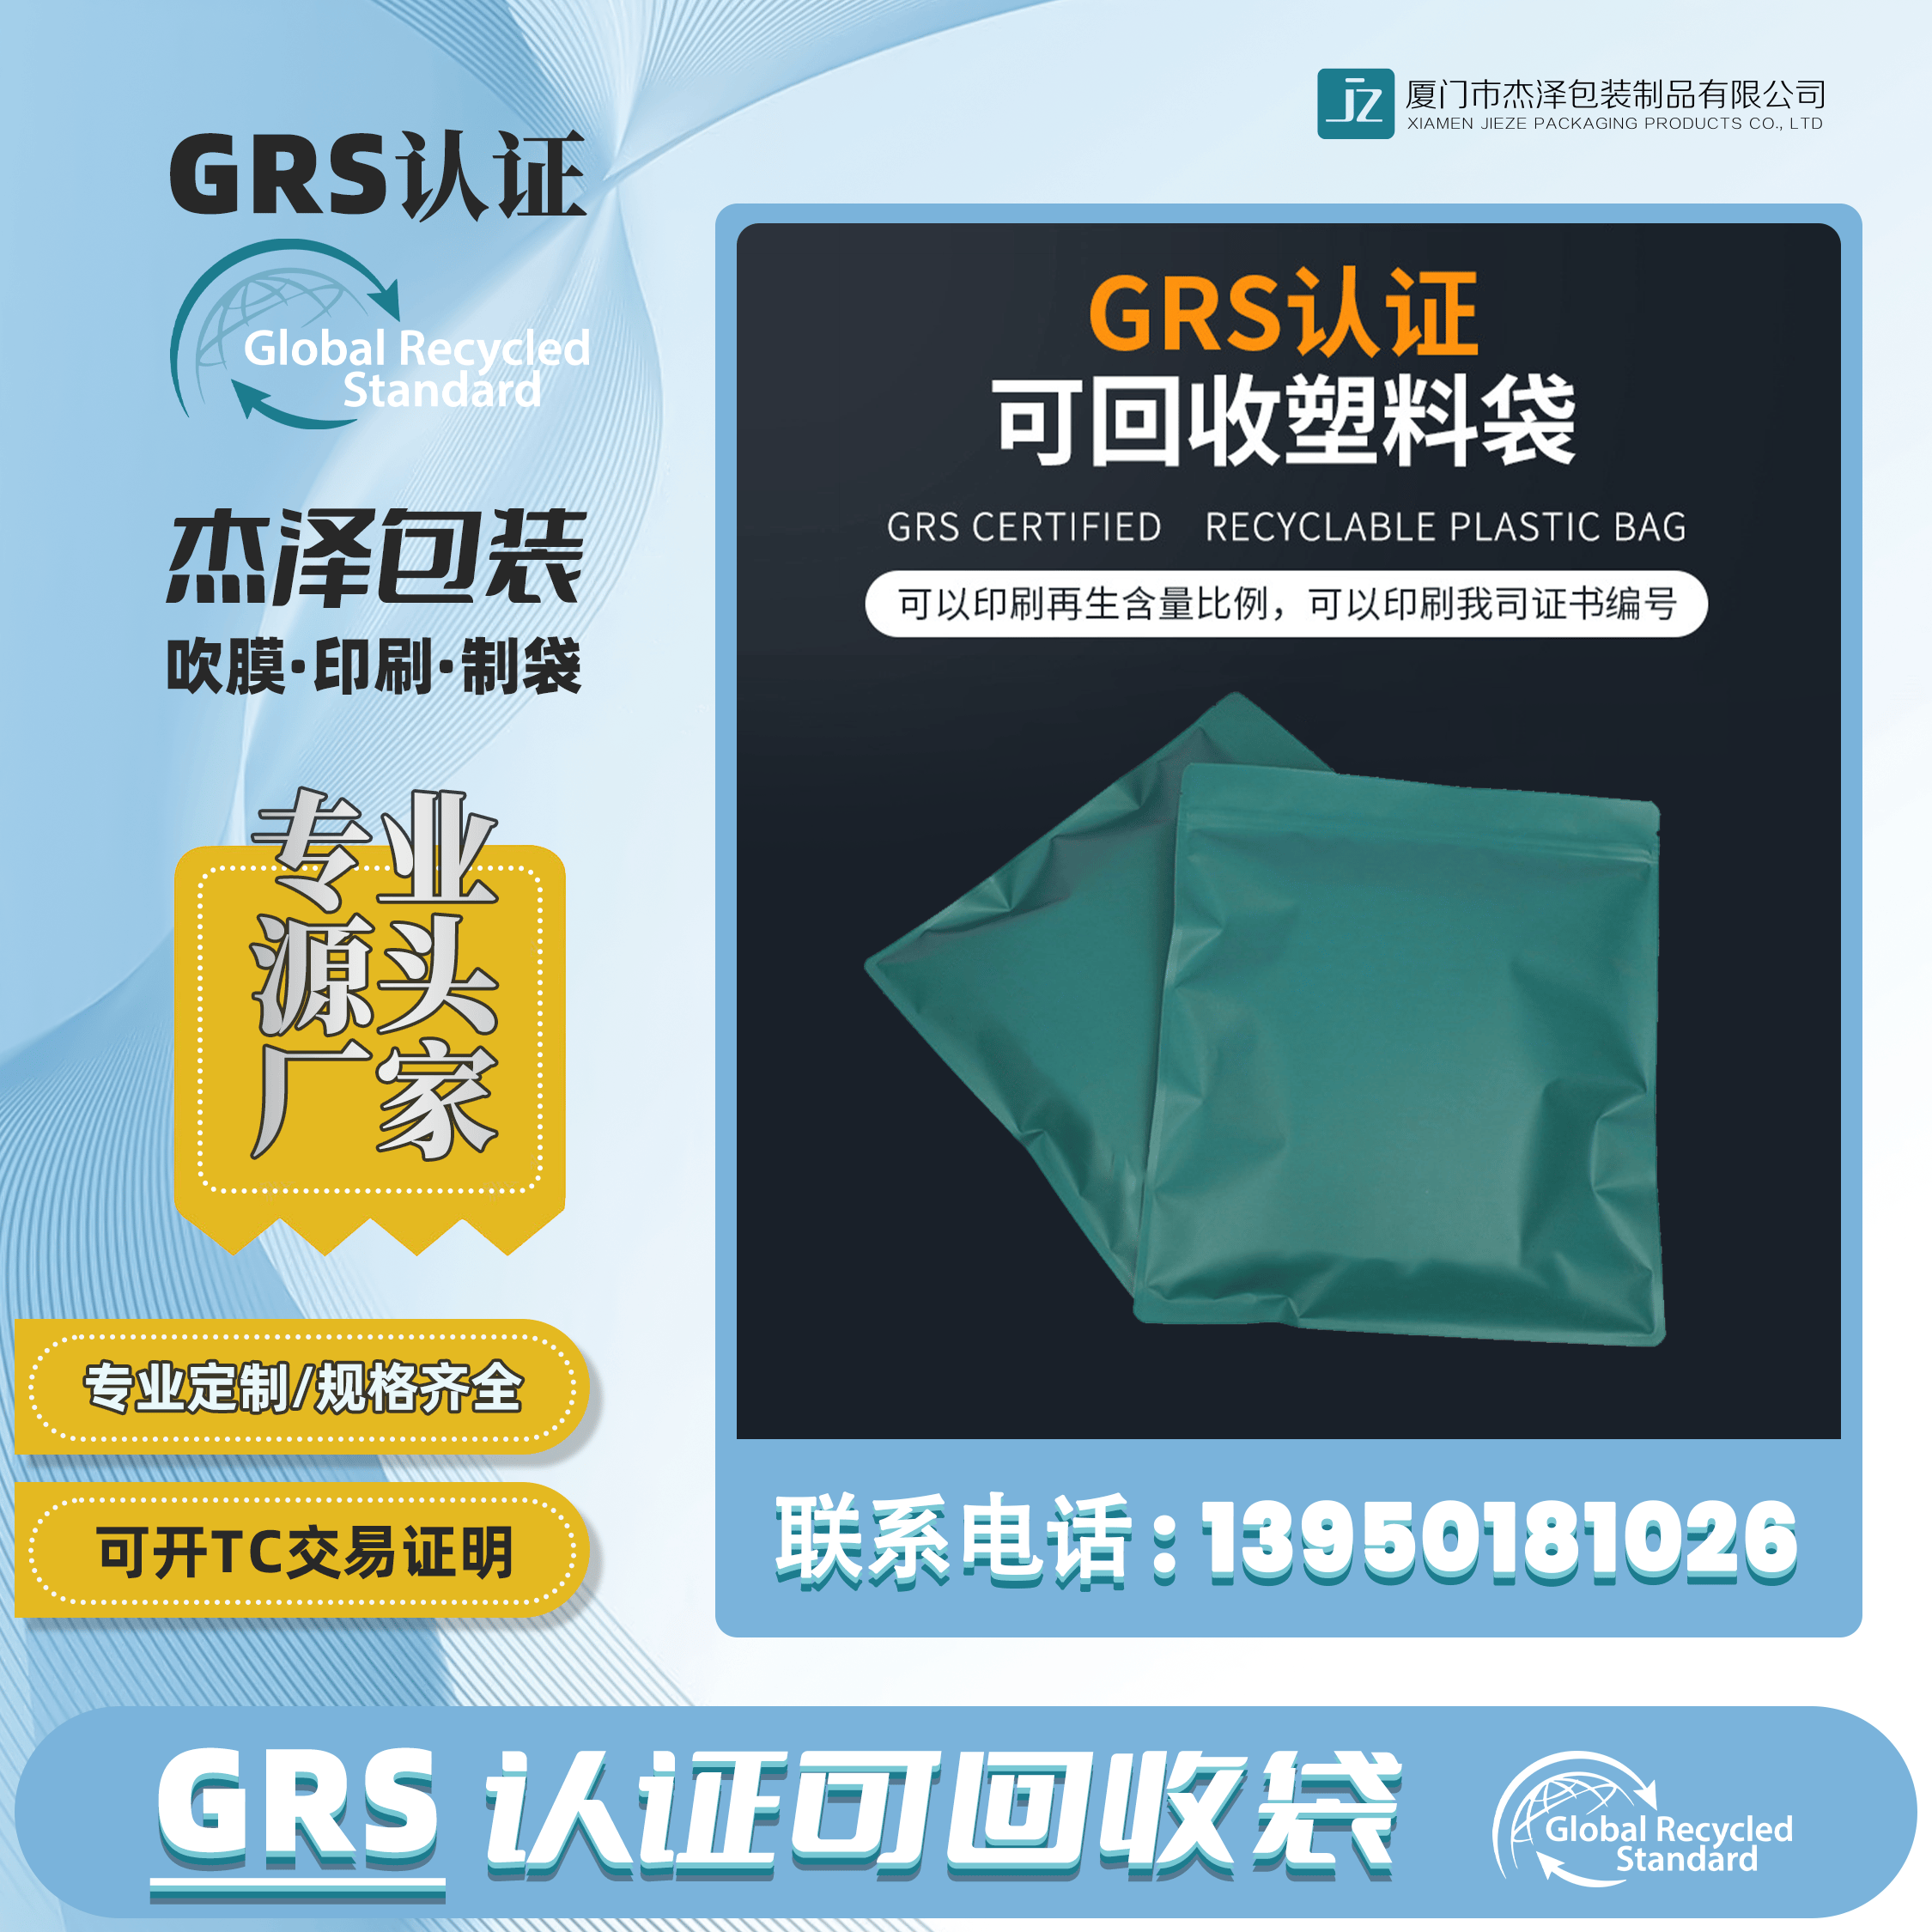 JZ
厦门市杰泽包装制品有限公司
XIAMEN JIEZE PACKAGING PRODUCTS CO., LTD
GRS认证
Global Recycled
Standard
杰泽包装
吹膜·印刷·制袋
专业
源头
厂家
专业定制/规格齐全
可开TC交易证明
GRS认证
可回收塑料袋
GRS CERTIFIED RECYCLABLE PLASTIC BAG
可以印刷再生含量比例，可以印刷我司证书编号
联系电话：13950181026
GRS 认证可回收袋
Global Recycled
Standard